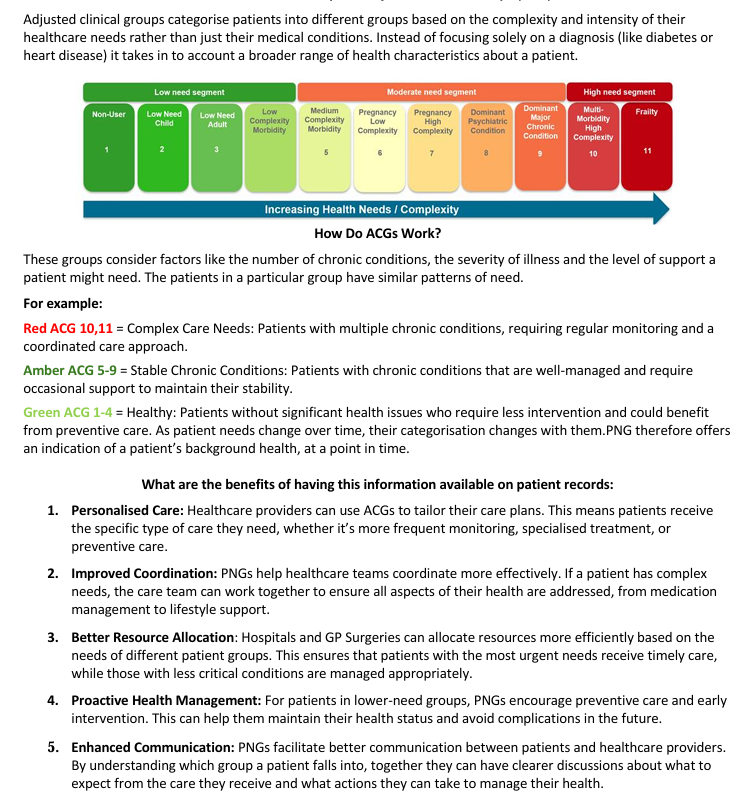 Adjusted clinical groups categorise patients into different groups based on the complexity and intensity of their
healthcare needs rather than just their medical conditions. Instead of focusing solely on a diagnosis (like diabetes or
heart disease) it takes in to account a broader range of health characteristics about a patient.
Low need segment
Moderate need segment
High need segment
Non-User
1
Low Need
Child
2
Low Need
Adult
3
Low
Complexity
Morbidity
Medium
Complexity
Morbidity
5
Pregnancy
Low
Complexity
6
Pregnancy
High
Complexity
7
Dominant
Psychiatric
Condition
8
Dominant
Major
Chronic
Condition
9
Multi-
Morbidity
High
Complexity
10
Frailty
11
Increasing Health Needs / Complexity
How Do ACGs Work?
These groups consider factors like the number of chronic conditions, the severity of illness and the level of support a
patient might need. The patients in a particular group have similar patterns of need.
For example:
Red ACG 10,11 = Complex Care Needs: Patients with multiple chronic conditions, requiring regular monitoring and a
coordinated care approach.
Amber ACG 5-9 = Stable Chronic Conditions: Patients with chronic conditions that are well-managed and require
occasional support to maintain their stability.
Green ACG 1-4 = Healthy: Patients without significant health issues who require less intervention and could benefit
from preventive care. As patient needs change over time, their categorisation changes with them.PNG therefore offers
an indication of a patient's background health, at a point in time.
What are the benefits of having this information available on patient records:
1. Personalised Care: Healthcare providers can use ACGs to tailor their care plans. This means patients receive
the specific type of care they need, whether it's more frequent monitoring, specialised treatment, or
preventive care.
2. Improved Coordination: PNGs help healthcare teams coordinate more effectively. If a patient has complex
needs, the care team can work together to ensure all aspects of their health are addressed, from medication
management to lifestyle support.
3. Better Resource Allocation: Hospitals and GP Surgeries can allocate resources more efficiently based on the
needs of different patient groups. This ensures that patients with the most urgent needs receive timely care,
while those with less critical conditions are managed appropriately.
4. Proactive Health Management: For patients in lower-need groups, PNGs encourage preventive care and early
intervention. This can help them maintain their health status and avoid complications in the future.
5. Enhanced Communication: PNGs facilitate better communication between patients and healthcare providers.
By understanding which group a patient falls into, together they can have clearer discussions about what to
expect from the care they receive and what actions they can take to manage their health.